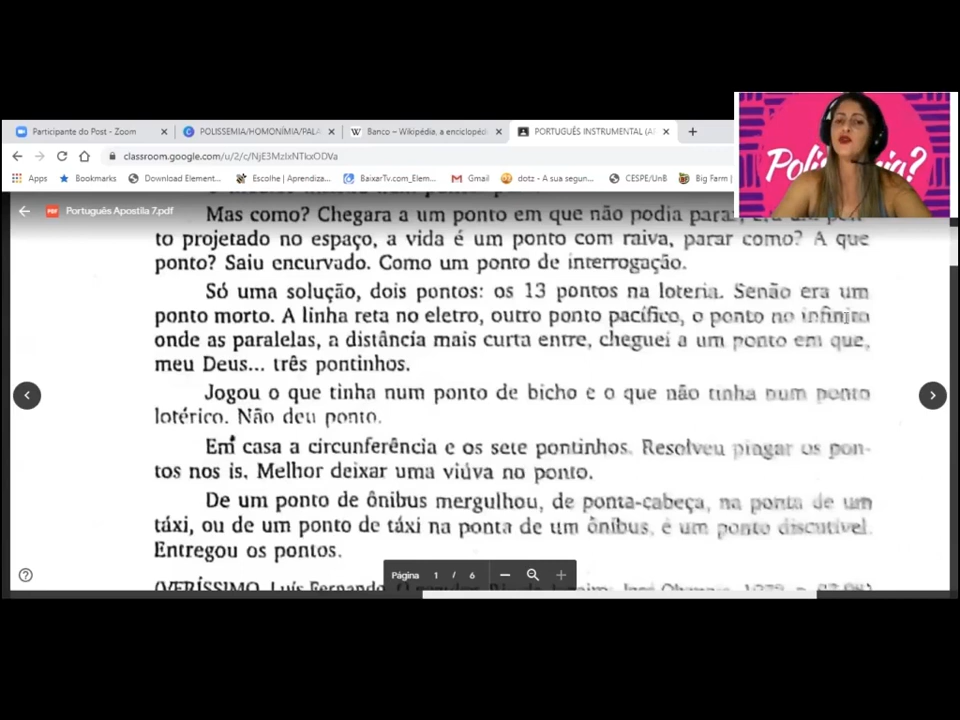 Participante do Post - Zoom
POLISSEMIA/HOMONÍMIA/PALA
Banco – Wikipédia, a enciclopédi
PORTUGUÊS INSTRUMENTAL (A
classroom.google.com/u/2/c/
Apps
Bookmarks
Download Element...
Escolhe | Aprendiza...
BaixarTv.com_Elem...
Gmail
dotz - A sua segun...
CESPE/UnB
Big Farm
Polissemia?
PDF
Português Apostila 7.pdf
Mas como? Chegara a um ponto em que não podia parar, era um pon-
to projetado no espaço, a vida é um ponto com raiva, parar como? A que
ponto? Saiu encurvado. Como um ponto de interrogação.
Só uma solução, dois pontos: os 13 pontos na loteria. Senão era um
ponto morto. A linha reta no eletro, outro ponto pacífico, o ponto no infinito
onde as paralelas, a distância mais curta entre, cheguei a um ponto em que,
meu Deus... três pontinhos.
Jogou o que tinha num ponto de bicho e o que não tinha num ponto
lotérico. Não deu ponto.
Em casa a circunferência e os sete pontinhos. Resolveu pingar os pon-
tos nos is. Melhor deixar uma viúva no ponto.
De um ponto de ônibus mergulhou, de ponta-cabeça, na ponta de um
táxi, ou de um ponto de táxi na ponta de um ônibus, é um ponto discutível.
Entregou os pontos.
(VERÍSSIMO, Luís Fernando.
Página 1 / 6